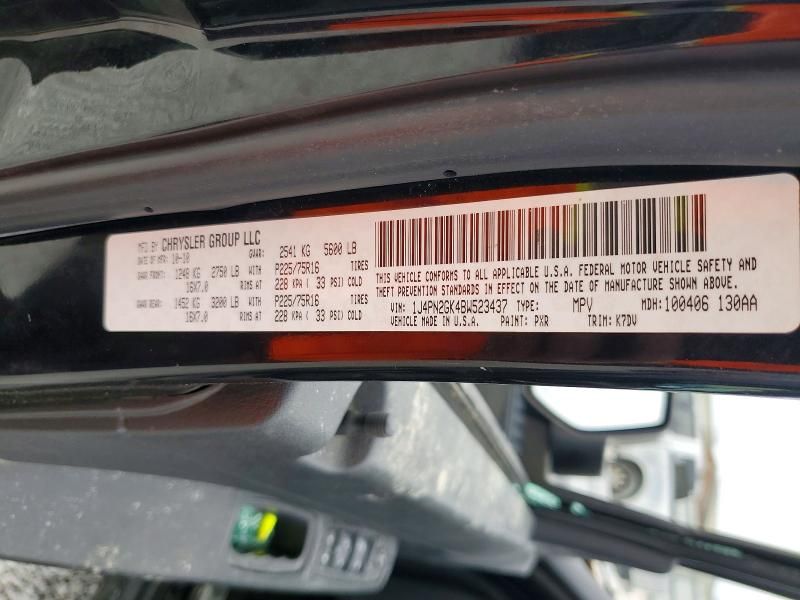 MFD BY CHRYSLER GROUP LLC
DATE OF MFR: 10-10 GVWR: 2541 KG 5600 LB
GAWR FRONT: 1248 KG 2750 LB WITH P225/75R16 TIRES
16X7.0 RIMS AT 228 KPA ( 33 PSI) COLD
GAWR REAR: 1452 KG 3200 LB WITH P225/75R16 TIRES
16X7.0 RIMS AT 228 KPA ( 33 PSI) COLD
THIS VEHICLE CONFORMS TO ALL APPLICABLE U.S.A. FEDERAL MOTOR VEHICLE SAFETY AND
THEFT PREVENTION STANDARDS IN EFFECT ON THE DATE OF MANUFACTURE SHOWN ABOVE.
VIN: 1J4PN2GK4BW523437 TYPE: MPV MDH: 100406 130AA
VEHICLE MADE IN U.S.A. PAINT: PXR TRIM: K7DV